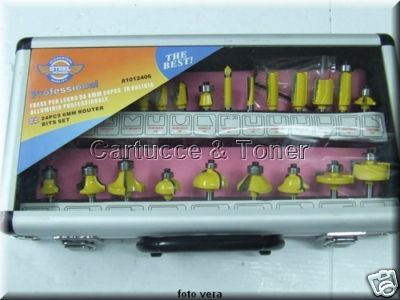 STEEL
Professional
THE BEST!
81012406
FRESE PER LEGNO DA 6MM 24PCS IN VALIGIA
ALLUMINIO PROFESSIONALE
24PCS 6MM ROUTER
BITS SET
Cartucce & Toner
foto vera